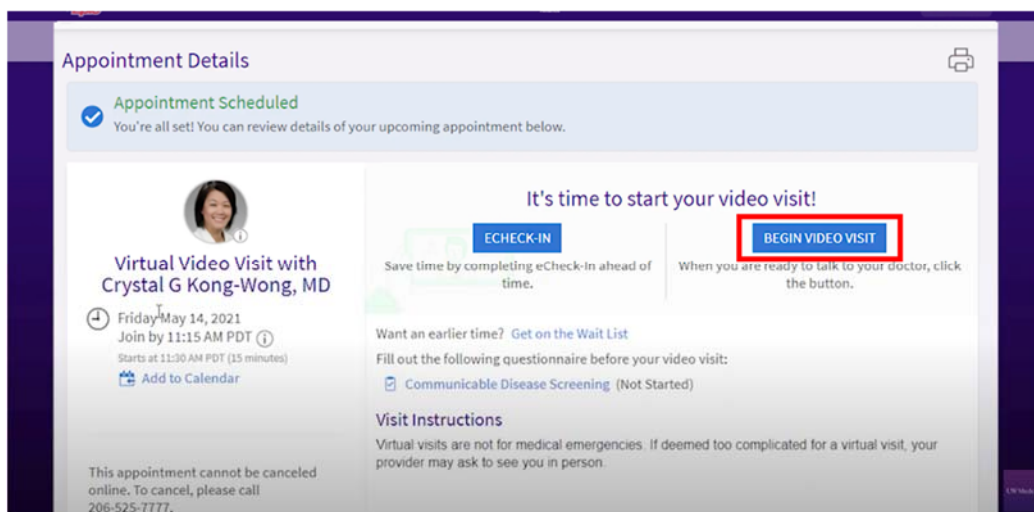 Appointment Details
Appointment Scheduled
You're all set! You can review details of your upcoming appointment below.
Virtual Video Visit with
Crystal G Kong-Wong, MD
Friday May 14, 2021
Join by 11:15 AM PDT
Starts at 11:30 AM PDT (15 minutes)
Add to Calendar
This appointment cannot be canceled
online. To cancel, please call
206-525-7777.
It's time to start your video visit!
ECHECK-IN
Save time by completing eCheck-In ahead of
time.
BEGIN VIDEO VISIT
When you are ready to talk to your doctor, click
the button.
Want an earlier time? Get on the Wait List
Fill out the following questionnaire before your video visit:
Communicable Disease Screening (Not Started)
Visit Instructions
Virtual visits are not for medical emergencies. If deemed too complicated for a virtual visit, your
provider may ask to see you in person.